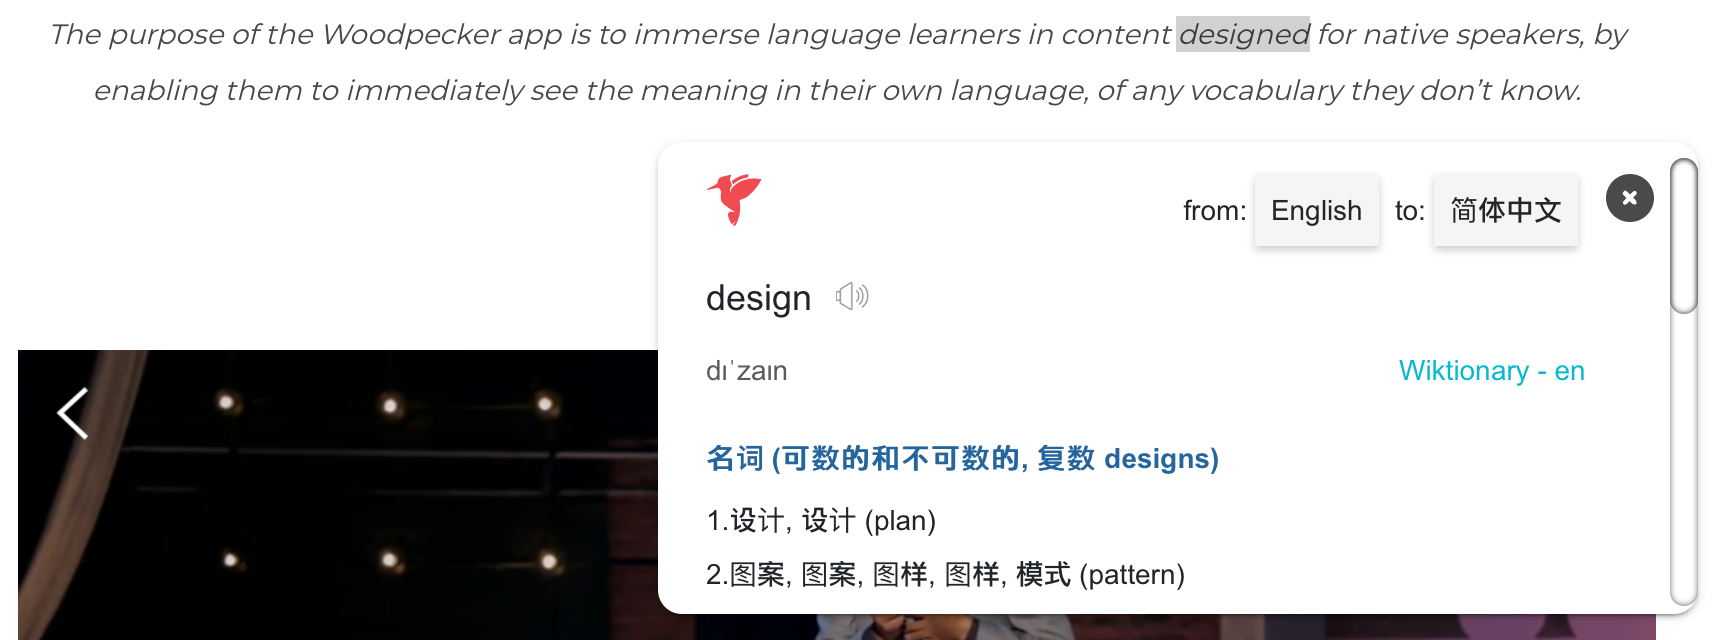 The purpose of the Woodpecker app is to immerse language learners in content designed for native speakers, by
enabling them to immediately see the meaning in their own language, of any vocabulary they don’t know.
from: English to: 简体中文
design
dɪˈzaɪn
Wiktionary - en
名词 (可数的和不可数的, 复数 designs)
1.设计, 设计 (plan)
2.图案, 图案, 图样, 图样, 模式 (pattern)